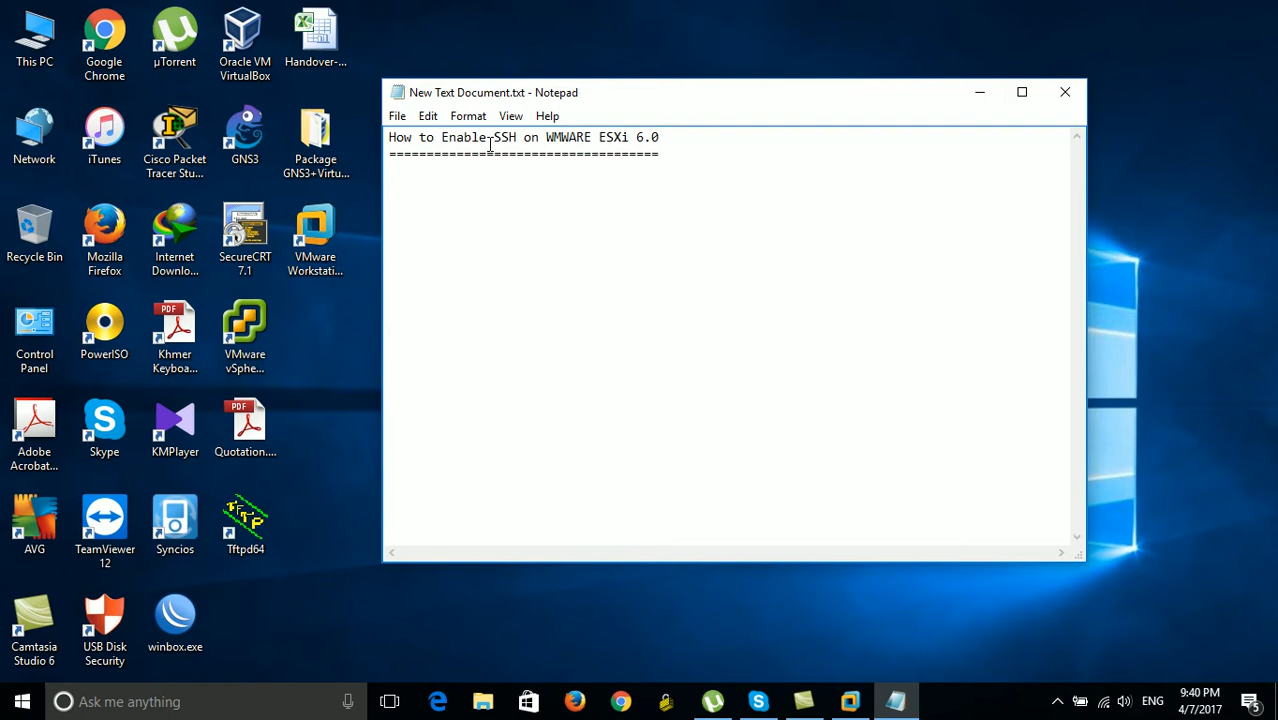 This PC
Google
Chrome
µTorrent
Oracle VM
VirtualBox
Handover-...
Network
iTunes
Cisco Packet
Tracer Stu...
GNS3
Package
GNS3+Virtu...
Recycle Bin
Mozilla
Firefox
Internet
Downlo...
SecureCRT
7.1
VMware
Workstati...
Control
Panel
PowerISO
PDF
Khmer
Keyboa...
VMware
vSphe...
Adobe
Acrobat...
Skype
KMPlayer
PDF
Quotation....
AVG
TeamViewer
12
Syncios
TFTP
Tftpd64
Camtasia
Studio 6
USB Disk
Security
winbox.exe
New Text Document.txt - Notepad
File Edit Format View Help
How to Enable SSH on WMWARE ESXi 6.0
====================================
Ask me anything
ENG
9:40 PM
4/7/2017
5